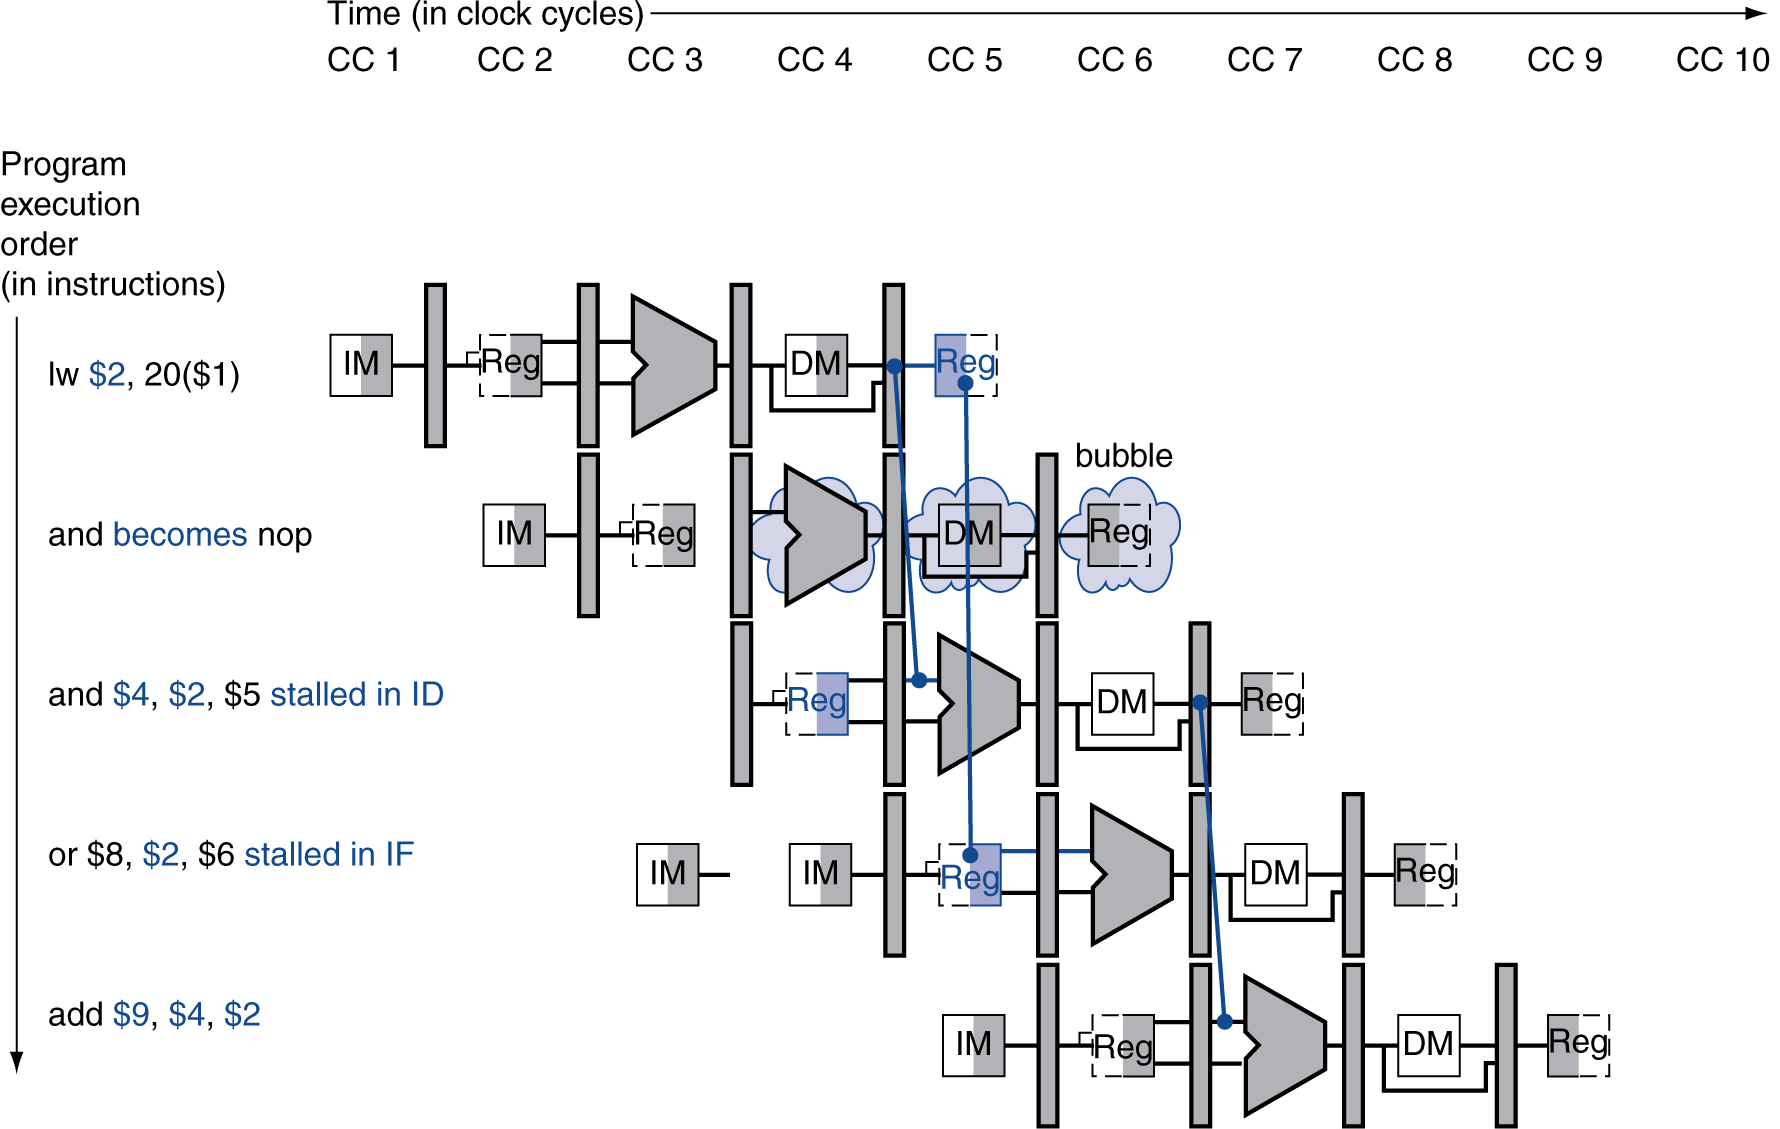 Time (in clock cycles)
CC 1 CC 2 CC 3 CC 4 CC 5 CC 6 CC 7 CC 8 CC 9 CC 10
Program
execution
order
(in instructions)
lw $2, 20($1)
IM Reg DM Reg
bubble
and becomes nop
IM Reg DM Reg
and $4, $2, $5 stalled in ID
Reg DM Reg
or $8, $2, $6 stalled in IF
IM IM Reg DM Reg
add $9, $4, $2
IM Reg DM Reg